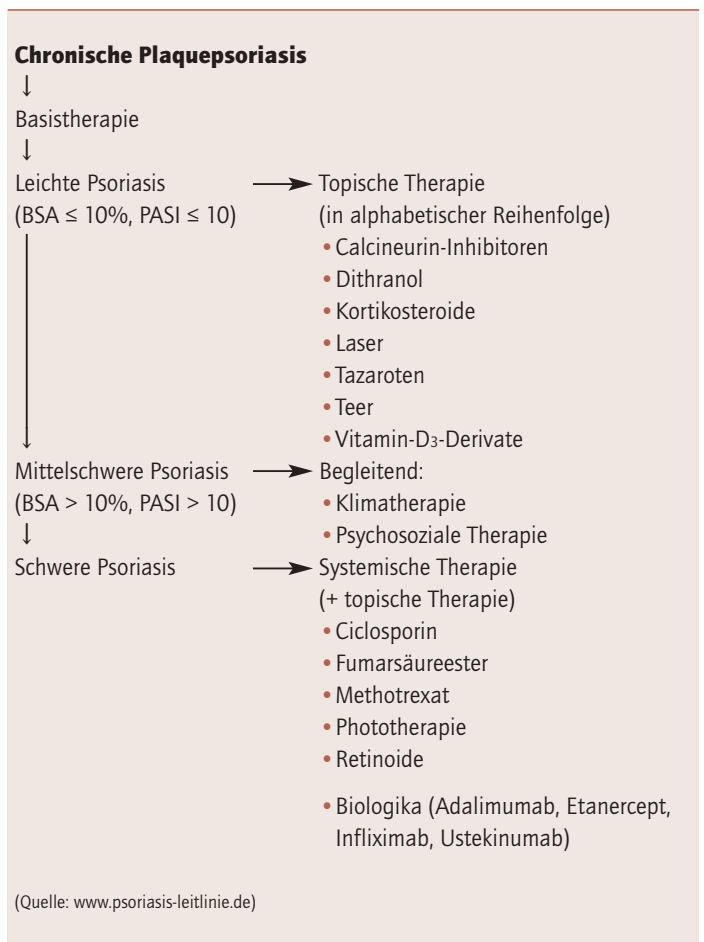 Chronische Plaquepsoriasis
↓
Basistherapie
↓
Leichte Psoriasis → Topische Therapie
(BSA ≤ 10%, PASI ≤ 10) (in alphabetischer Reihenfolge)
• Calcineurin-Inhibitoren
• Dithranol
• Kortikosteroide
• Laser
• Tazaroten
• Teer
↓ • Vitamin-D3-Derivate
Mittelschwere Psoriasis → Begleitend:
(BSA > 10%, PASI > 10) • Klimatherapie
↓ • Psychosoziale Therapie
Schwere Psoriasis → Systemische Therapie
(+ topische Therapie)
• Ciclosporin
• Fumarsäureester
• Methotrexat
• Phototherapie
• Retinoide
• Biologika (Adalimumab, Etanercept,
Infliximab, Ustekinumab)
(Quelle: www.psoriasis-leitlinie.de)